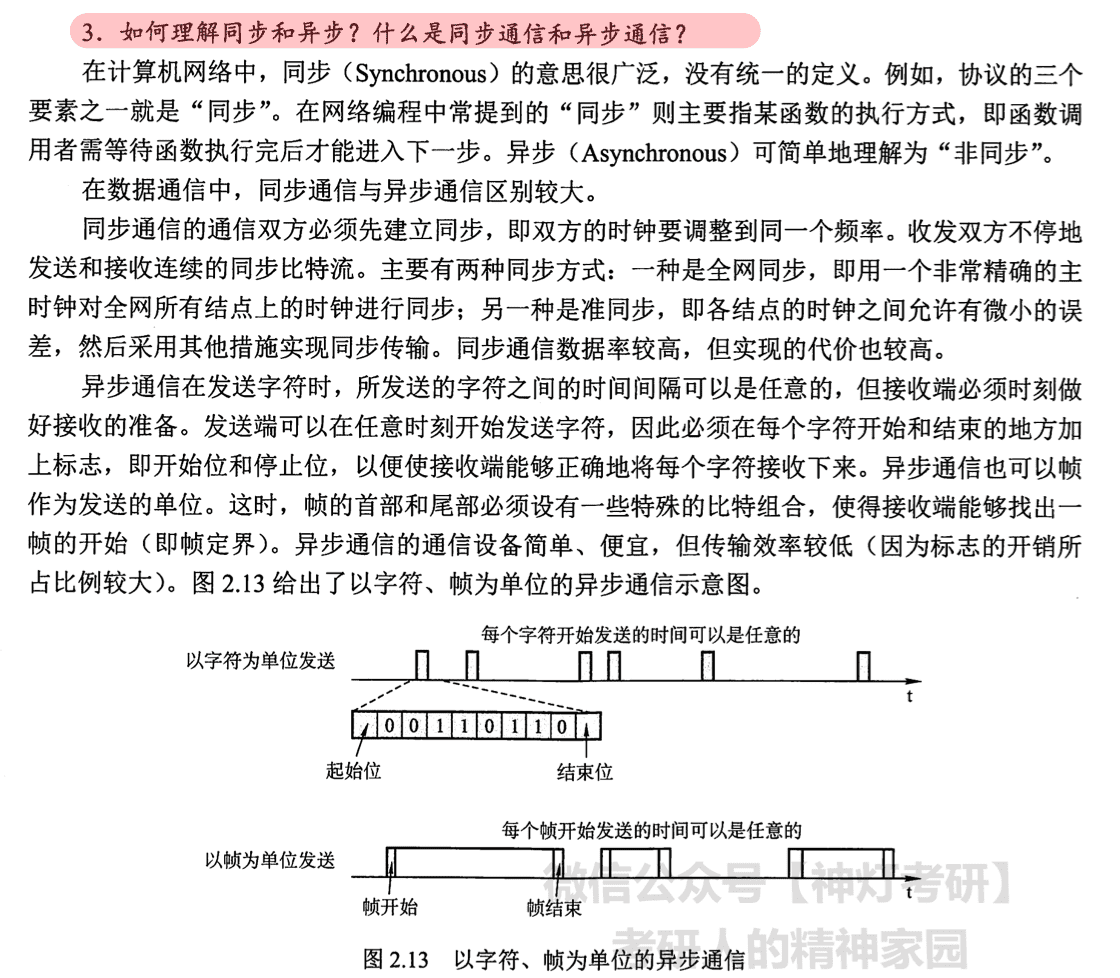 3. 如何理解同步和异步？什么是同步通信和异步通信？
在计算机网络中，同步（Synchronous）的意思很广泛，没有统一的定义。例如，协议的三个
要素之一就是“同步”。在网络编程中常提到的“同步”则主要指某函数的执行方式，即函数调
用者需等待函数执行完后才能进入下一步。异步（Asynchronous）可简单地理解为“非同步”。
在数据通信中，同步通信与异步通信区别较大。
同步通信的通信双方必须先建立同步，即双方的时钟要调整到同一个频率。收发双方不停地
发送和接收连续的同步比特流。主要有两种同步方式：一种是全网同步，即用一个非常精确的主
时钟对全网所有结点上的时钟进行同步；另一种是准同步，即各结点的时钟之间允许有微小的误
差，然后采用其他措施实现同步传输。同步通信数据率较高，但实现的代价也较高。
异步通信在发送字符时，所发送的字符之间的时间间隔可以是任意的，但接收端必须时刻做
好接收的准备。发送端可以在任意时刻开始发送字符，因此必须在每个字符开始和结束的地方加
上标志，即开始位和停止位，以便使接收端能够正确地将每个字符接收下来。异步通信也可以帧
作为发送的单位。这时，帧的首部和尾部必须设有一些特殊的比特组合，使得接收端能够找出一
帧的开始（即帧定界）。异步通信的通信设备简单、便宜，但传输效率较低（因为标志的开销所
占比例较大）。图 2.13 给出了以字符、帧为单位的异步通信示意图。
每个字符开始发送的时间可以是任意的
以字符为单位发送
t
0 0 1 1 0 1 1 0
起始位 结束位
每个帧开始发送的时间可以是任意的
以帧为单位发送
t
帧开始 帧结束
微信公众号【神灯考研】
考研人的精神家园
图 2.13 以字符、帧为单位的异步通信